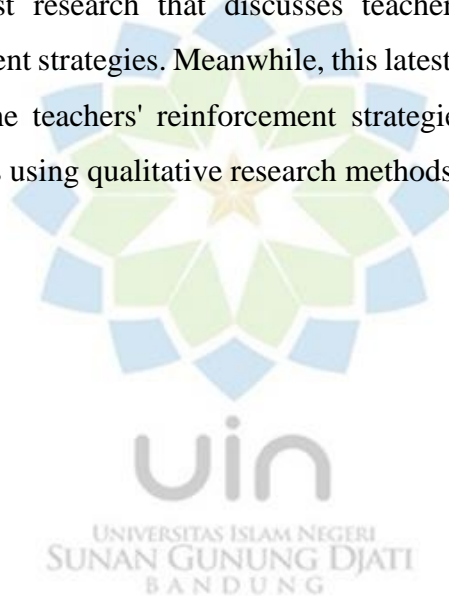 st research that discusses teacher
ent strategies. Meanwhile, this latest
ne teachers' reinforcement strategie
s using qualitative research methods
uin
UNIVERSITAS ISLAM NEGERI
SUNAN GUNUNG DJATI
BANDUNG